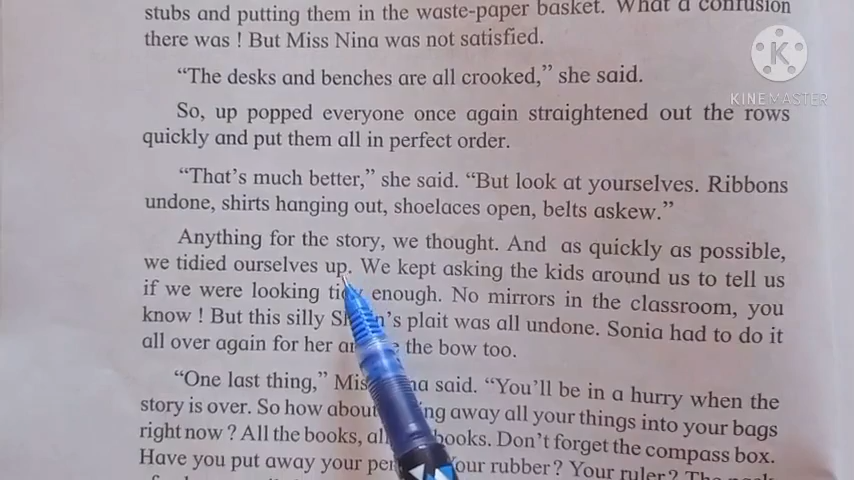 stubs and putting them in the waste-paper basket. What a confusion
there was ! But Miss Nina was not satisfied.
"The desks and benches are all crooked," she said.
So, up popped everyone once again straightened out the rows
quickly and put them all in perfect order.
"That's much better," she said. "But look at yourselves. Ribbons
undone, shirts hanging out, shoelaces open, belts askew."
Anything for the story, we thought. And as quickly as possible,
we tidied ourselves up. We kept asking the kids around us to tell us
if we were looking enough. No mirrors in the classroom, you
know ! But this silly plait was all undone. Sonia had to do it
all over again for her the bow too.
"One last thing," said. "You'll be in a hurry when the
story is over. So how about away all your things into your bags
right now ? All the books, books. Don't forget the compass box.
Have you put away your your rubber? Your ruler?
KINEMASTER